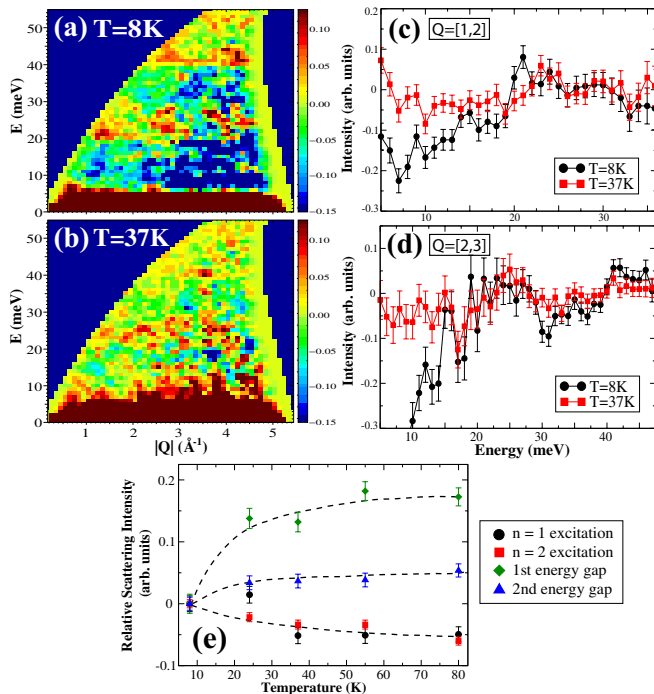 (a) T=8K
E (meV)
50
40
30
20
10
0
0.10
0.05
0.00
-0.05
-0.10
-0.15
(b) T=37K
E (meV)
50
40
30
20
10
0
1 2 3 4 5
|Q| (Å⁻¹)
0.10
0.05
0.00
-0.05
-0.10
-0.15
(c) Q=[1,2]
Intensity (arb. units)
0.2
0.1
0
-0.1
-0.2
-0.3
10 20 30
T=8K
T=37K
(d) Q=[2,3]
Intensity (arb. units)
0.1
0
-0.1
-0.2
-0.3
10 20 30 40
Energy (meV)
T=8K
T=37K
(e)
Relative Scattering Intensity
(arb. units)
0.2
0.1
0
-0.1
10 20 30 40 50 60 70 80
Temperature (K)
n = 1 excitation
n = 2 excitation
1st energy gap
2nd energy gap